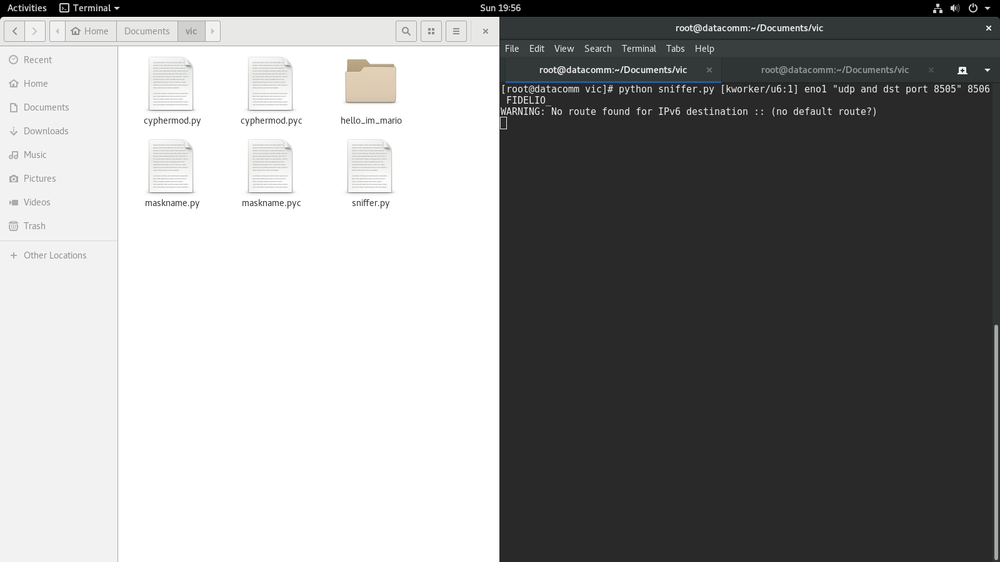 Activities Terminal
Sun 19:56
Home Documents vic
Recent
Home
Documents
Downloads
Music
Pictures
Videos
Trash
Other Locations
cyphermod.py cyphermod.pyc hello_im_mario
maskname.py maskname.pyc sniffer.py
root@datacomm:~/Documents/vic
File Edit View Search Terminal Tabs Help
root@datacomm:~/Documents/vic root@datacomm:~/Documents/vic
[root@datacomm vic]# python sniffer.py [kworker/u6:1] eno1 "udp and dst port 8505" 8506
FIDELIO_
WARNING: No route found for IPv6 destination :: (no default route?)